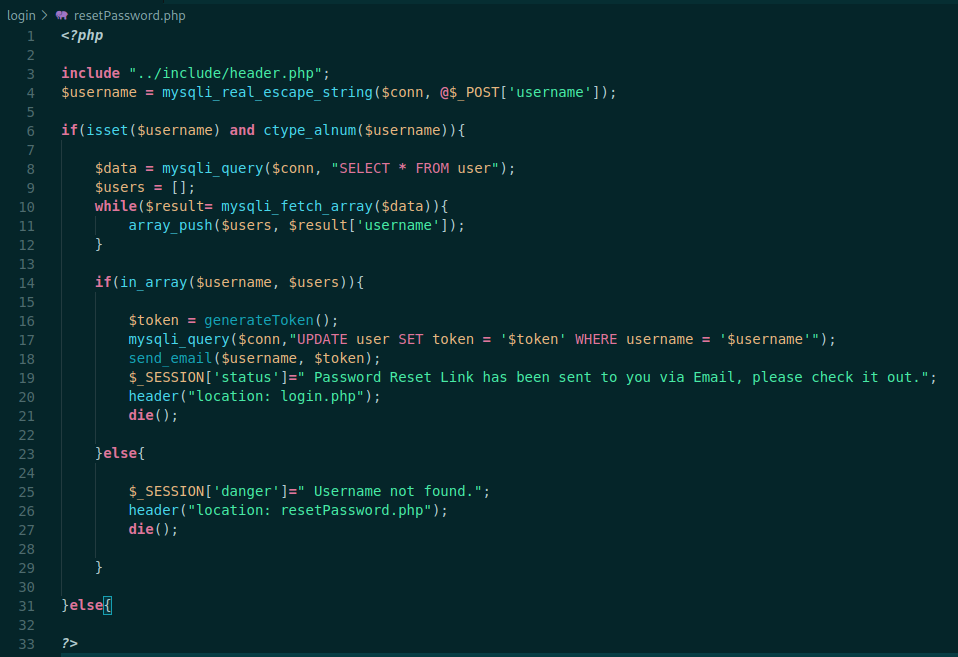 login > resetPassword.php
1 <?php
2
3 include "../include/header.php";
4 $username = mysqli_real_escape_string($conn, @$_POST['username']);
5
6 if(isset($username) and ctype_alnum($username)){
7
8     $data = mysqli_query($conn, "SELECT * FROM user");
9     $users = [];
10     while($result= mysqli_fetch_array($data)){
11         array_push($users, $result['username']);
12     }
13
14     if(in_array($username, $users)){
15
16         $token = generateToken();
17         mysqli_query($conn,"UPDATE user SET token = '$token' WHERE username = '$username'");
18         send_email($username, $token);
19         $_SESSION['status']=" Password Reset Link has been sent to you via Email, please check it out.";
20         header("location: login.php");
21         die();
22
23     }else{
24
25         $_SESSION['danger']=" Username not found.";
26         header("location: resetPassword.php");
27         die();
28
29     }
30
31 }else{
32
33 ?>